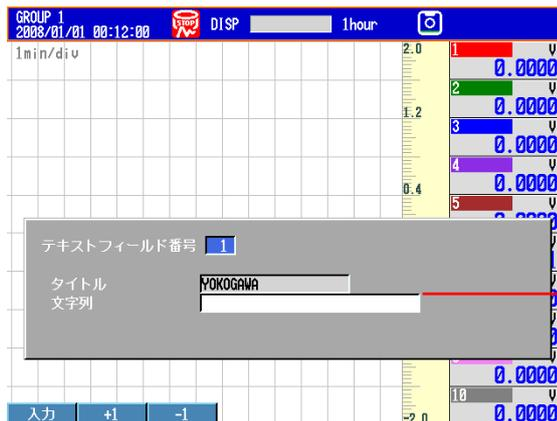 GROUP 1
2008/01/01 00:12:00
STOP
DISP
1hour
1min/div
2.0
1.2
0.4
-2.0
1 V
0.0000
2 V
0.0000
3 V
0.0000
4 V
0.0000
5 V
テキストフィールド番号 1
タイトル YOKOGAWA
文字列
0.0000
10 V
0.0000
入力 +1 -1